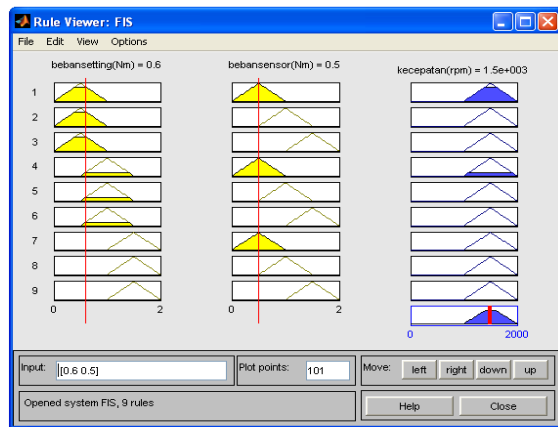 Rule Viewer: FIS
File Edit View Options
bebansetting(Nm) = 0.6 bebansensor(Nm) = 0.5 kecepatan(rpm) = 1.5e+003
1
2
3
4
5
6
7
8
9
0 2 0 2
0 2000
Input: [0.6 0.5] Plot points: 101 Move: left right down up
Opened system FIS, 9 rules Help Close